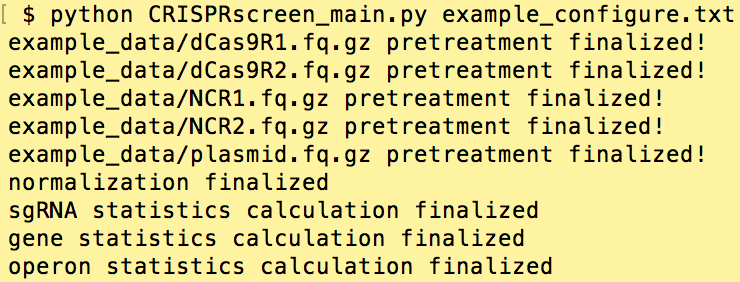 [ $ python CRISPRscreen_main.py example_configure.txt
example_data/dCas9R1.fq.gz pretreatment finalized!
example_data/dCas9R2.fq.gz pretreatment finalized!
example_data/NCR1.fq.gz pretreatment finalized!
example_data/NCR2.fq.gz pretreatment finalized!
example_data/plasmid.fq.gz pretreatment finalized!
normalization finalized
sgRNA statistics calculation finalized
gene statistics calculation finalized
operon statistics calculation finalized